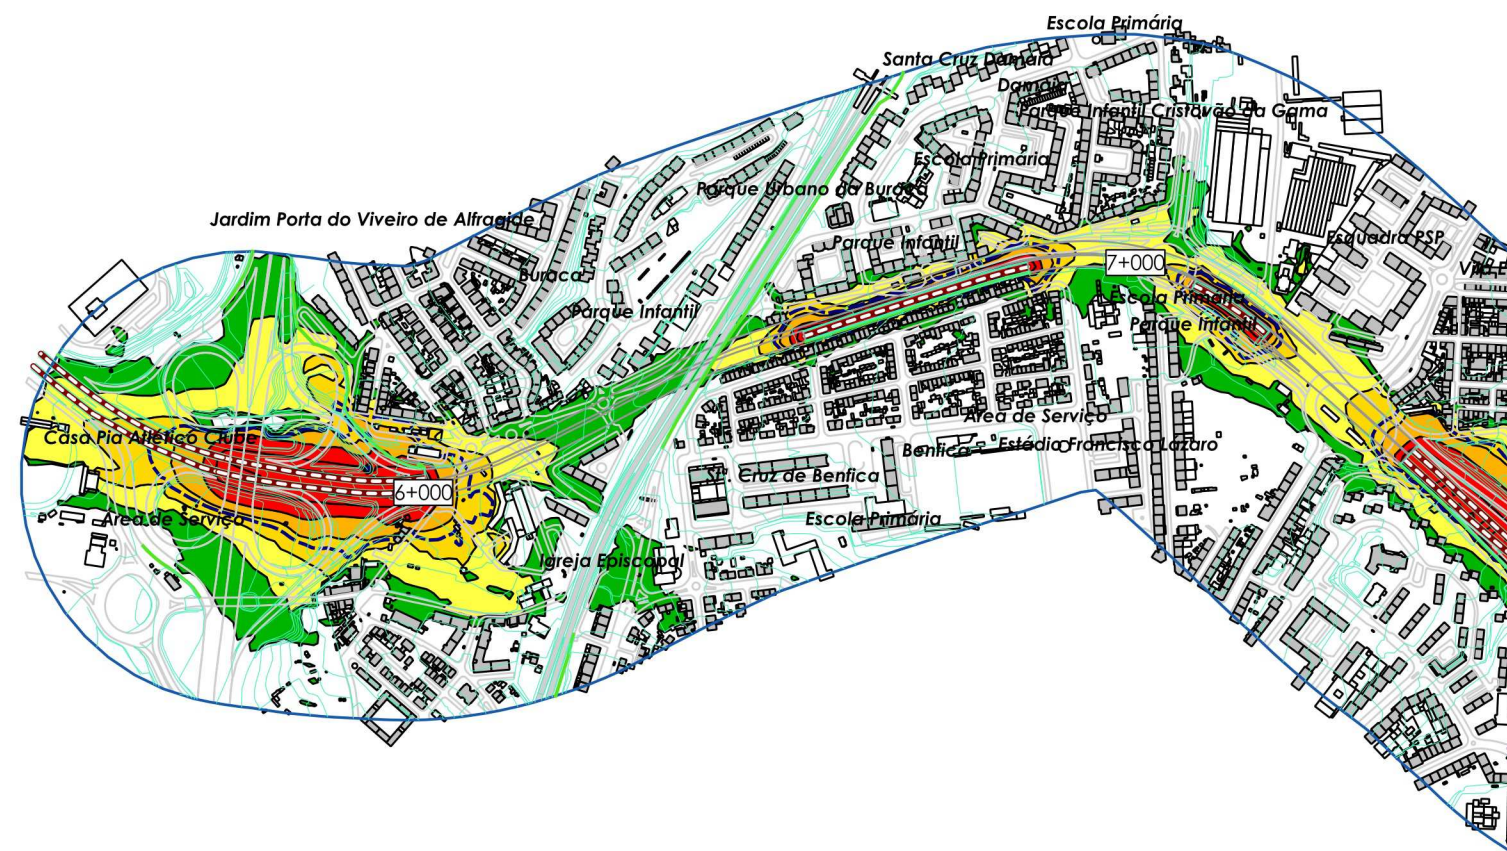 Escola Primária
Santa Cruz Damaia
Damaia
Parque Infantil Cristóvão da Gama
Escola Primária
Parque Urbano da Buraca
Jardim Porta do Viveiro de Alfragide
Parque Infantil
Esquadra PSP
7+000
Buraca
Escola Primária
Parque Infantil
Parque Infantil
Área de Serviço
Casa Pia Atlético Clube
Benfica
Estádio Francisco Lázaro
Stª. Cruz de Benfica
6+000
Área de Serviço
Escola Primária
Igreja Episcopal